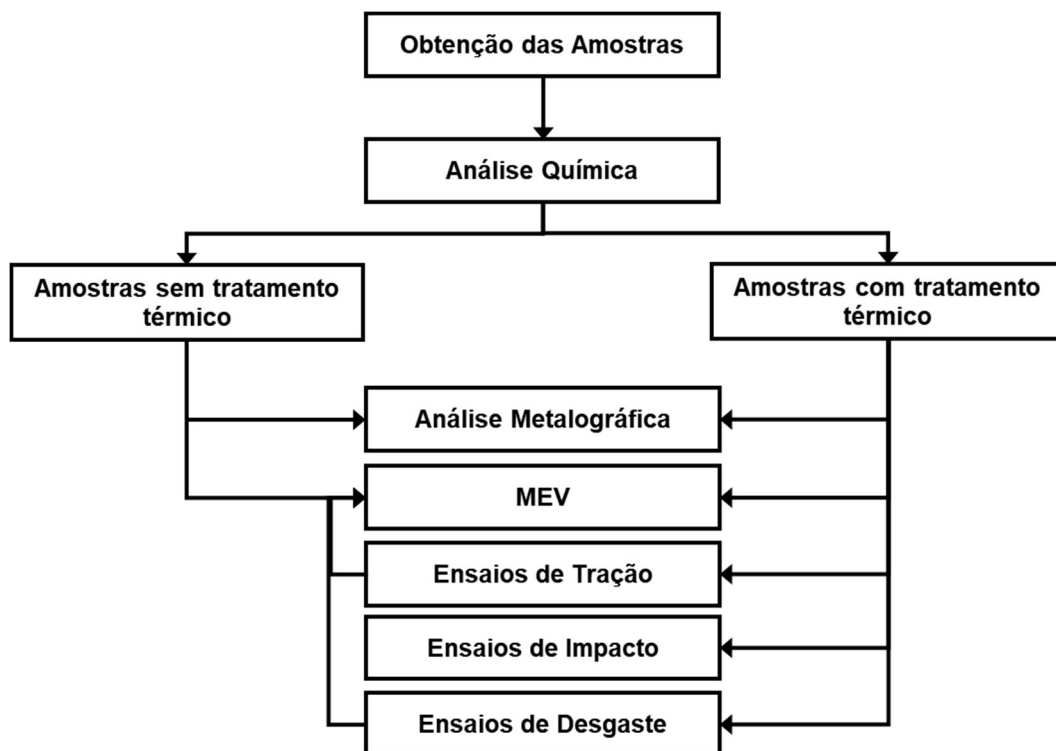 Obtenção das Amostras
Análise Química
Amostras sem tratamento
térmico
Amostras com tratamento
térmico
Análise Metalográfica
MEV
Ensaios de Tração
Ensaios de Impacto
Ensaios de Desgaste